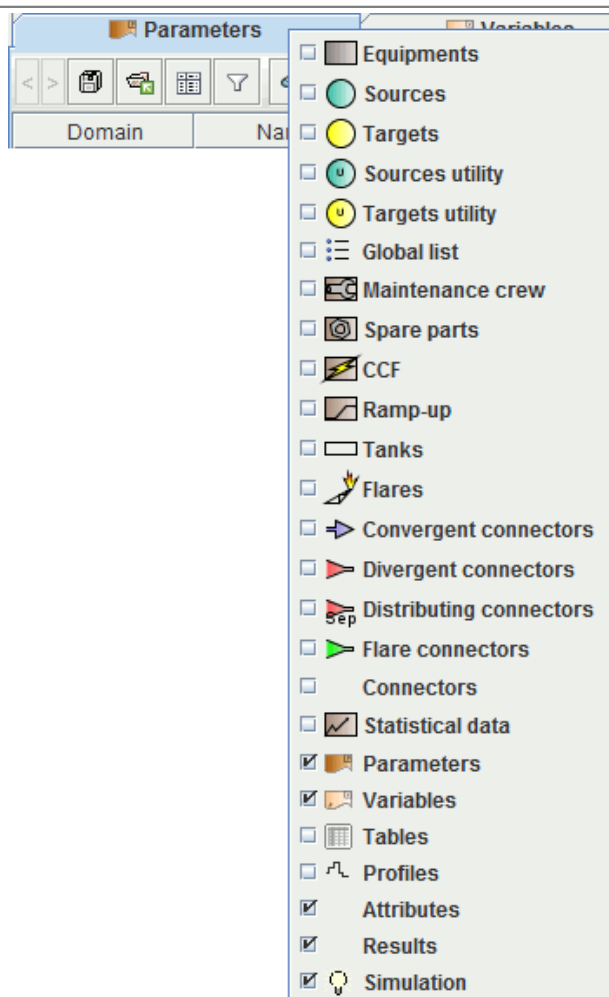 Parameters
Variables
< >
Domain
Nai
Equipments
Sources
Targets
U Sources utility
U Targets utility
Global list
Maintenance crew
Spare parts
CCF
Ramp-up
Tanks
Flares
Convergent connectors
Divergent connectors
Sep Distributing connectors
Flare connectors
Connectors
Statistical data
Parameters
Variables
Tables
Profiles
Attributes
Results
Simulation